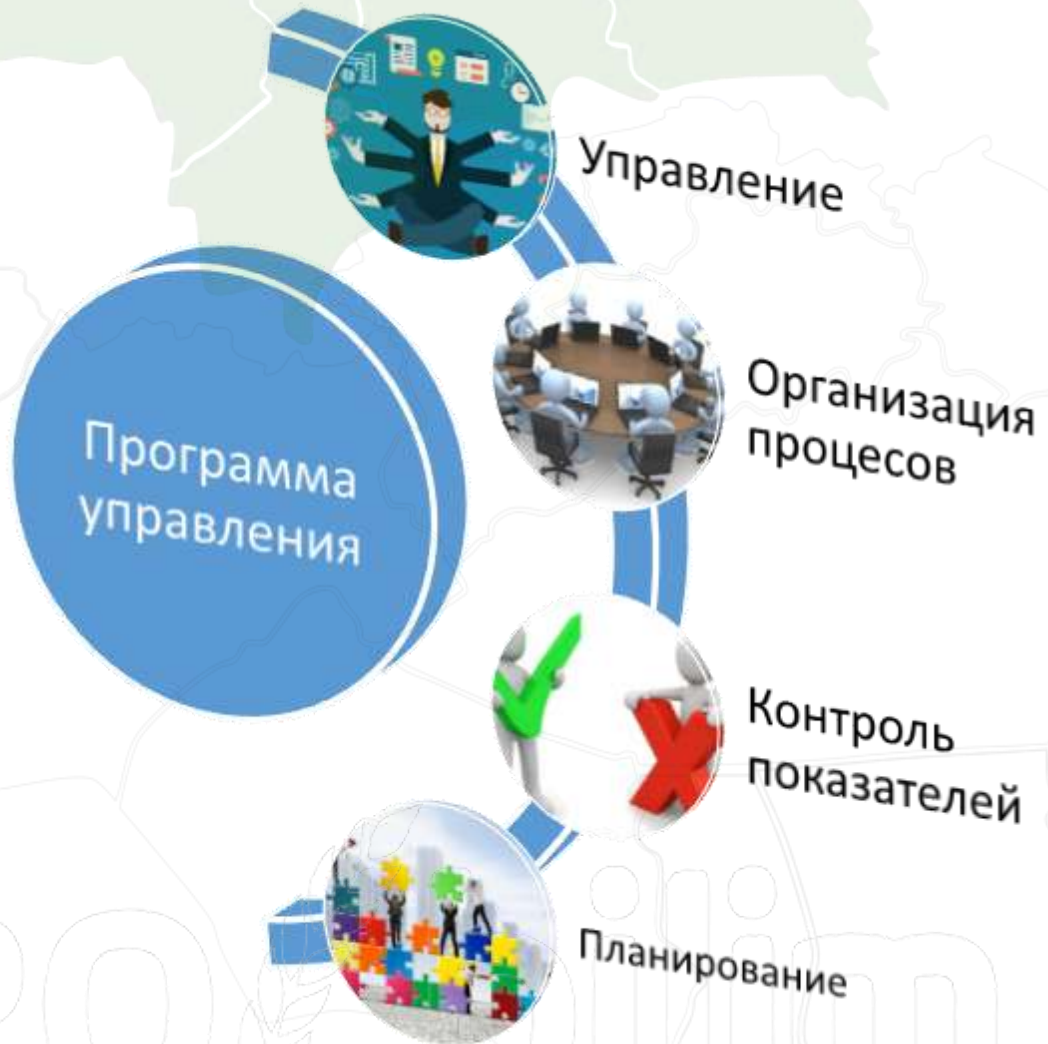 Управление
Организация
процесов
Программа
управления
Контроль
показателей
Планирование